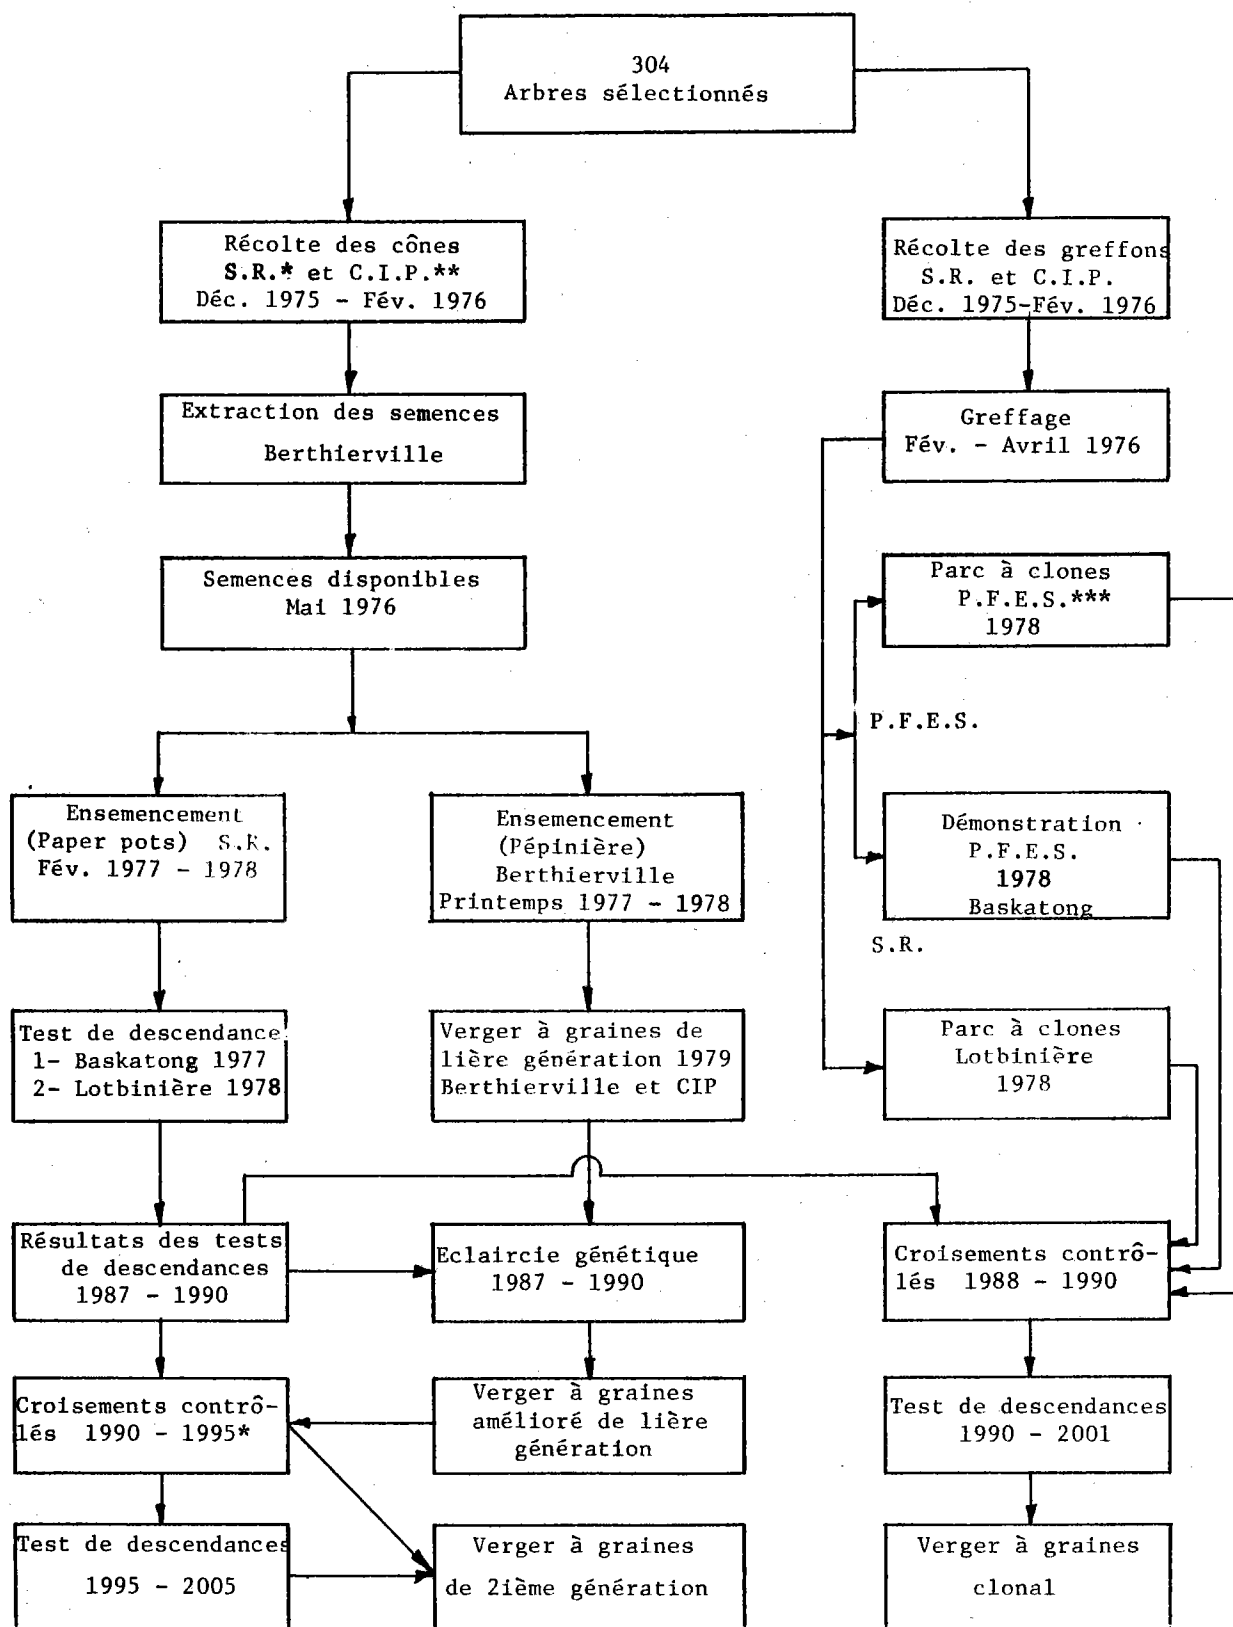 304
Arbres sélectionnés
Récolte des cônes
S.R.* et C.I.P.**
Déc. 1975 - Fév. 1976
Récolte des greffons
S.R. et C.I.P.
Déc. 1975-Fév. 1976
Extraction des semences
Berthierville
Greffage
Fév. - Avril 1976
Semences disponibles
Mai 1976
Parc à clones
P.F.E.S.***
1978
P.F.E.S.
Ensemencement
(Paper pots) S.R.
Fév. 1977 - 1978
Ensemencement
(Pépinière)
Berthierville
Printemps 1977 - 1978
Démonstration
P.F.E.S.
1978
Baskatong
S.R.
Test de descendance
1- Baskatong 1977
2- Lotbinière 1978
Verger à graines de
lière génération 1979
Berthierville et CIP
Parc à clones
Lotbinière
1978
Résultats des tests
de descendances
1987 - 1990
Eclaircie génétique
1987 - 1990
Croisements contrô-
lés 1988 - 1990
Croisements contrô-
lés 1990 - 1995*
Verger à graines
amélioré de lière
génération
Test de descendances
1990 - 2001
Test de descendances
1995 - 2005
Verger à graines
de 2ième génération
Verger à graines
clonal